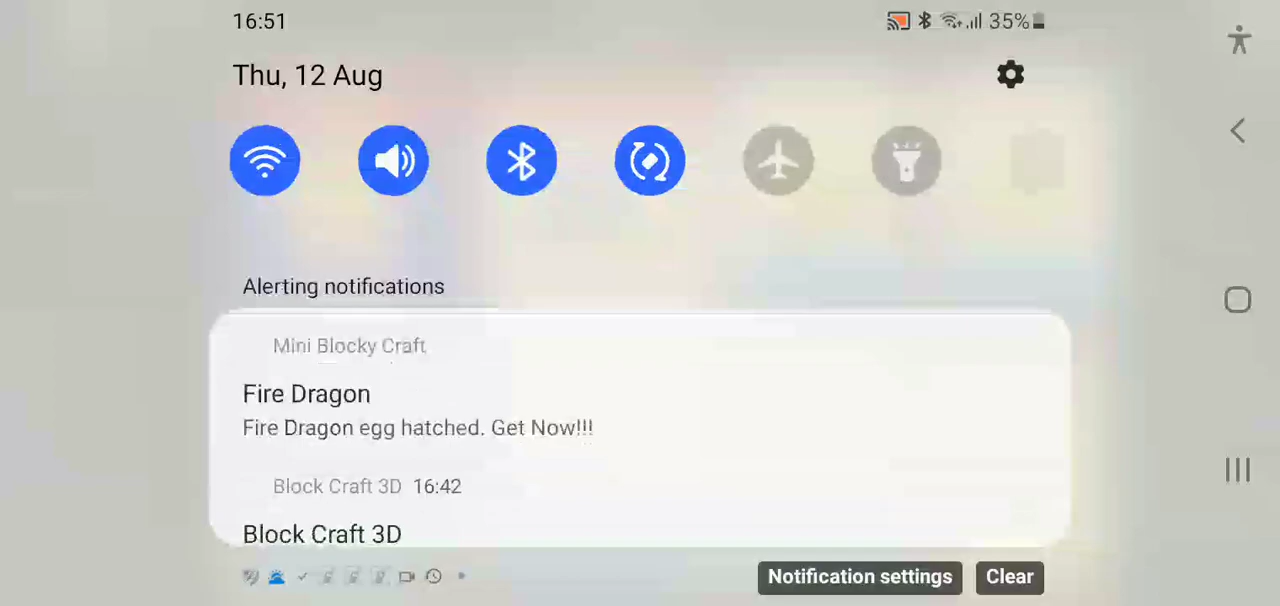 16:51
35%
Thu, 12 Aug
Alerting notifications
Mini Blocky Craft
Fire Dragon
Fire Dragon egg hatched. Get Now!!!
Block Craft 3D 16:42
Block Craft 3D
Notification settings
Clear